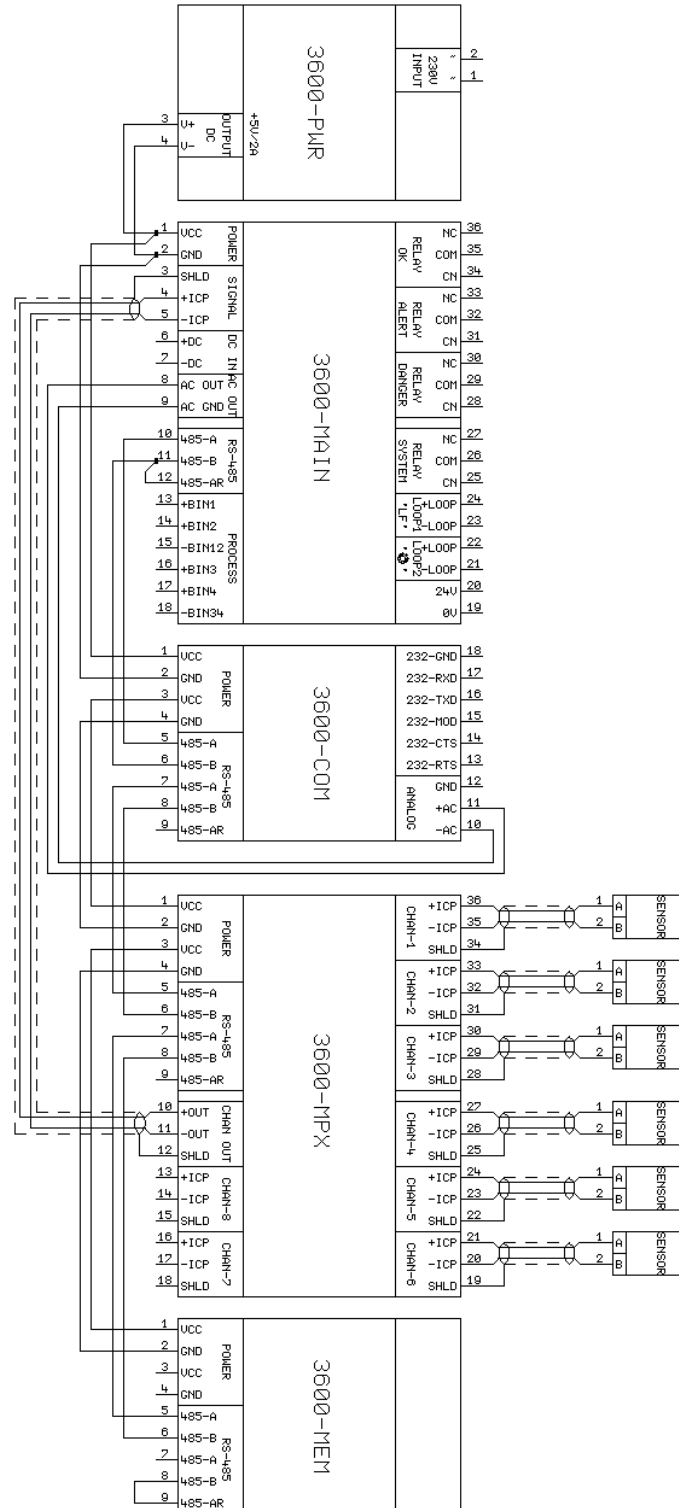 3600-PWR
230V INPUT
~ 2
~ 1
+5V/2A
OUTPUT DC
3 V+
4 V-
3600-MAIN
POWER
1 VCC
2 GND
SIGNAL
3 SHLD
4 +ICP
5 -ICP
DC IN
6 +DC
7 -DC
AC OUT
8 AC OUT
9 AC GND
RS-485
10 485-A
11 485-B
12 485-AR
PROCESS
13 +BIN1
14 +BIN2
15 -BIN12
16 +BIN3
17 +BIN4
18 -BIN34
RELAY OK
NC 36
COM 35
CN 34
RELAY ALERT
NC 33
COM 32
CN 31
RELAY DANGER
NC 30
COM 29
CN 28
RELAY SYSTEM
NC 27
COM 26
CN 25
LOOP1 'LF'
+LOOP 24
-LOOP 23
LOOP2
+LOOP 22
-LOOP 21
24V 20
0V 19
3600-COM
POWER
1 VCC
2 GND
3 VCC
4 GND
RS-485
5 485-A
6 485-B
7 485-A
8 485-B
9 485-AR
232-GND 18
232-RXD 17
232-TXD 16
232-MOD 15
232-CTS 14
232-RTS 13
ANALOG
GND 12
+AC 11
-AC 10
3600-MPX
POWER
1 VCC
2 GND
3 VCC
4 GND
RS-485
5 485-A
6 485-B
7 485-A
8 485-B
9 485-AR
CHAN OUT
10 +OUT
11 -OUT
12 SHLD
CHAN-8
13 +ICP
14 -ICP
15 SHLD
CHAN-7
16 +ICP
17 -ICP
18 SHLD
CHAN-1
+ICP 36
-ICP 35
SHLD 34
1 A
2 B
SENSOR
CHAN-2
+ICP 33
-ICP 32
SHLD 31
1 A
2 B
SENSOR
CHAN-3
+ICP 30
-ICP 29
SHLD 28
1 A
2 B
SENSOR
CHAN-4
+ICP 27
-ICP 26
SHLD 25
1 A
2 B
SENSOR
CHAN-5
+ICP 24
-ICP 23
SHLD 22
1 A
2 B
SENSOR
CHAN-6
+ICP 21
-ICP 20
SHLD 19
1 A
2 B
SENSOR
3600-MEM
POWER
1 VCC
2 GND
3 VCC
4 GND
RS-485
5 485-A
6 485-B
7 485-A
8 485-B
9 485-AR